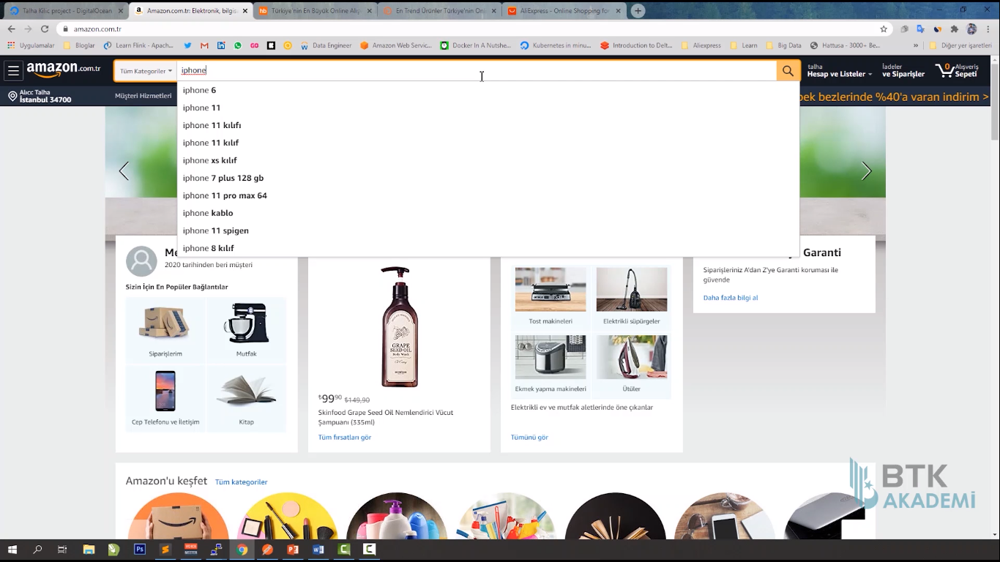 Talha Kilic project - DigitalOcean
Amazon.com.tr: Elektronik, bilgis
Türkiye'nin En Büyük Online Alış
En Trend Ürünler Türkiye'nin Onl
AliExpress - Online Shopping for
amazon.com.tr
Uygulamalar
Bloglar
Learn Flink - Apach...
Data Engineer
Amazon Web Servic...
Docker In A Nutshe...
Kubernetes in minu...
Introduction to Delt...
Aliexpress
Learn
Big Data
Hattusa - 3000+ Be...
Diğer yer işaretleri
amazon.com.tr
Tüm Kategoriler
iphone
talha
Hesap ve Listeler
İadeler
ve Siparişler
0
Alışveriş
Sepeti
Alıcı: Talha
İstanbul 34700
Müşteri Hizmetleri
bek bezlerinde %40'a varan indirim >
iphone 6
iphone 11
iphone 11 kılıfı
iphone 11 kılıf
iphone xs kılıf
iphone 7 plus 128 gb
iphone 11 pro max 64
iphone kablo
iphone 11 spigen
iphone 8 kılıf
Me
2020 tarihinden beri müşteri
Sizin İçin En Popüler Bağlantılar
Siparişlerim
Mutfak
Cep Telefonu ve İletişim
Kitap
GRAPE
SEED OIL
Body Wash
₺99⁹⁰ ₺149,90
Skinfood Grape Seed Oil Nemlendirici Vücut
Şampuanı (335ml)
Tüm fırsatları gör
Tost makineleri
Elektrikli süpürgeler
Ekmek yapma makineleri
Ütüler
Elektrikli ev ve mutfak aletlerinde öne çıkanlar
Tümünü gör
Garanti
Siparişleriniz A'dan Z'ye Garanti koruması ile
güvende
Daha fazla bilgi al
Amazon'u keşfet
Tüm kategoriler
BTK
AKADEMİ